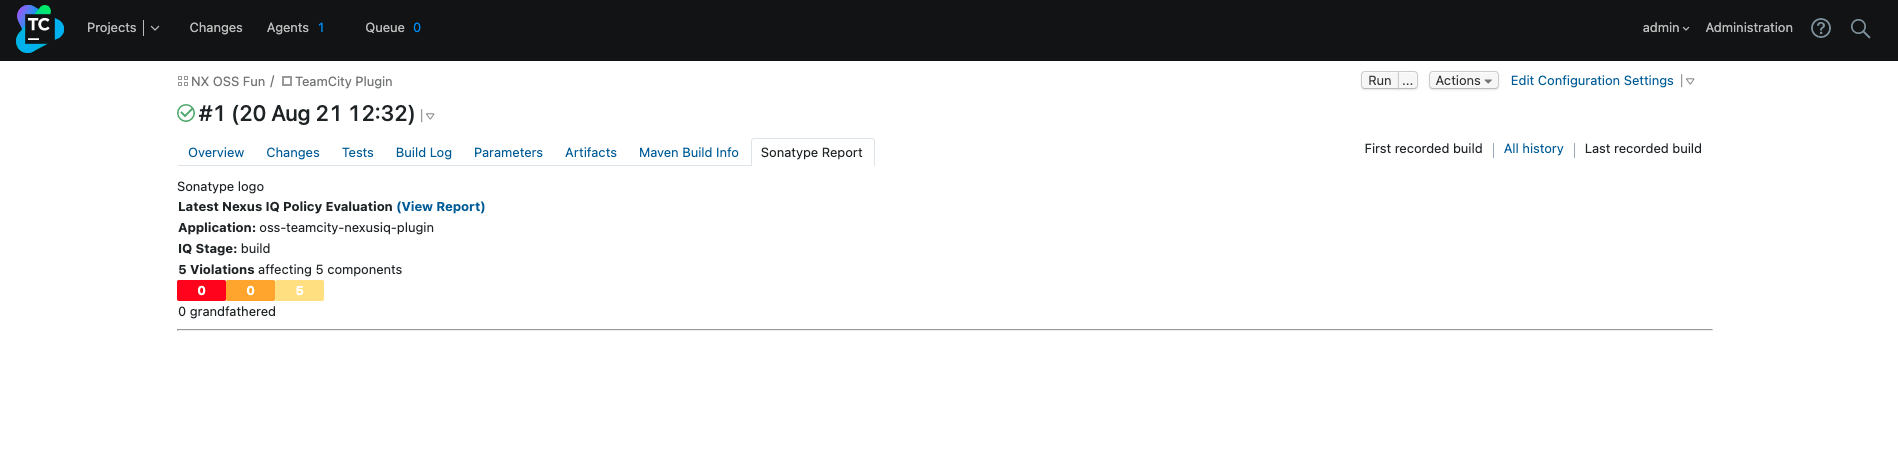 TC Projects Changes Agents 1 Queue 0 admin Administration ?
NX OSS Fun / TeamCity Plugin Run ... Actions Edit Configuration Settings
#1 (20 Aug 21 12:32)
Overview Changes Tests Build Log Parameters Artifacts Maven Build Info Sonatype Report First recorded build All history Last recorded build
Sonatype logo
Latest Nexus IQ Policy Evaluation (View Report)
Application: oss-teamcity-nexusiq-plugin
IQ Stage: build
5 Violations affecting 5 components
0 0 5
0 grandfathered